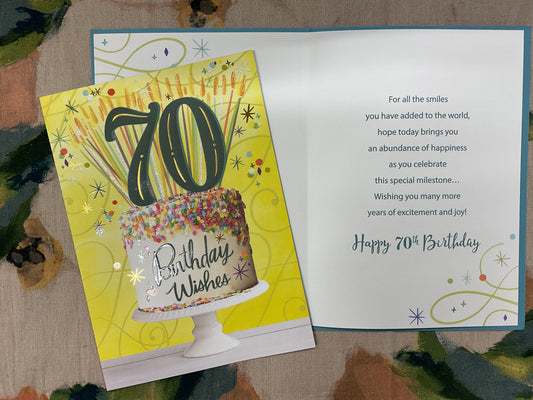 70
Birthday
Wishes
For all the smiles
you have added to the world,
hope today brings you
an abundance of happiness
as you celebrate
this special milestone...
Wishing you many more
years of excitement and joy!
Happy 70th Birthday